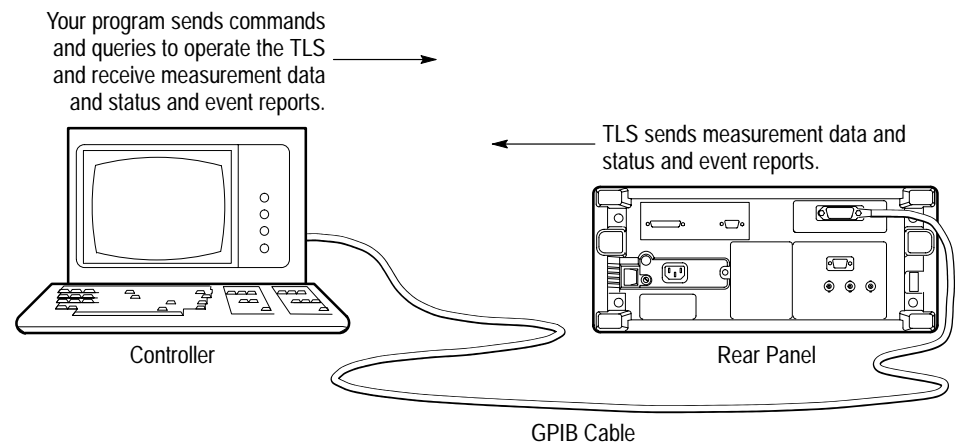 Your program sends commands
and queries to operate the TLS
and receive measurement data
and status and event reports.
TLS sends measurement data and
status and event reports.
Controller
Rear Panel
GPIB Cable